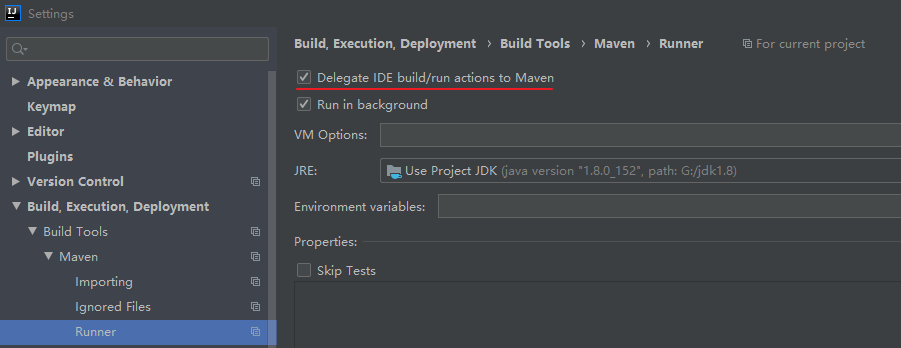 Settings
Appearance & Behavior
Keymap
Editor
Plugins
Version Control
Build, Execution, Deployment
Build Tools
Maven
Importing
Ignored Files
Runner
Build, Execution, Deployment › Build Tools › Maven › Runner For current project
Delegate IDE build/run actions to Maven
Run in background
VM Options:
JRE: Use Project JDK (java version "1.8.0_152", path: G:/jdk1.8)
Environment variables:
Properties:
Skip Tests